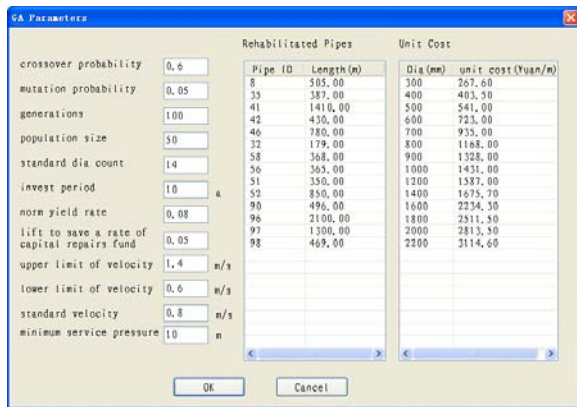 GA Parameters
crossover probability 0.6
mutation probability 0.05
generations 100
population size 50
standard dia count 14
invest period 10 a
norm yield rate 0.08
lift to save a rate of
capital repairs fund 0.05
upper limit of velocity 1.4 m/s
lower limit of velocity 0.6 m/s
standard velocity 0.8 m/s
minimum service pressure 10 m
Rehabilitated Pipes
Pipe ID Length(m)
8 505.00
35 387.00
41 1410.00
42 430.00
46 780.00
32 179.00
58 368.00
56 365.00
51 350.00
52 850.00
90 496.00
96 2100.00
97 1300.00
98 469.00
Unit Cost
Dia(mm) unit cost(Yuan/m)
300 267.60
400 403.50
500 541.00
600 723.00
700 935.00
800 1168.00
900 1328.00
1000 1431.00
1200 1587.00
1400 1675.70
1600 2234.30
1800 2511.50
2000 2813.50
2200 3114.60
OK Cancel